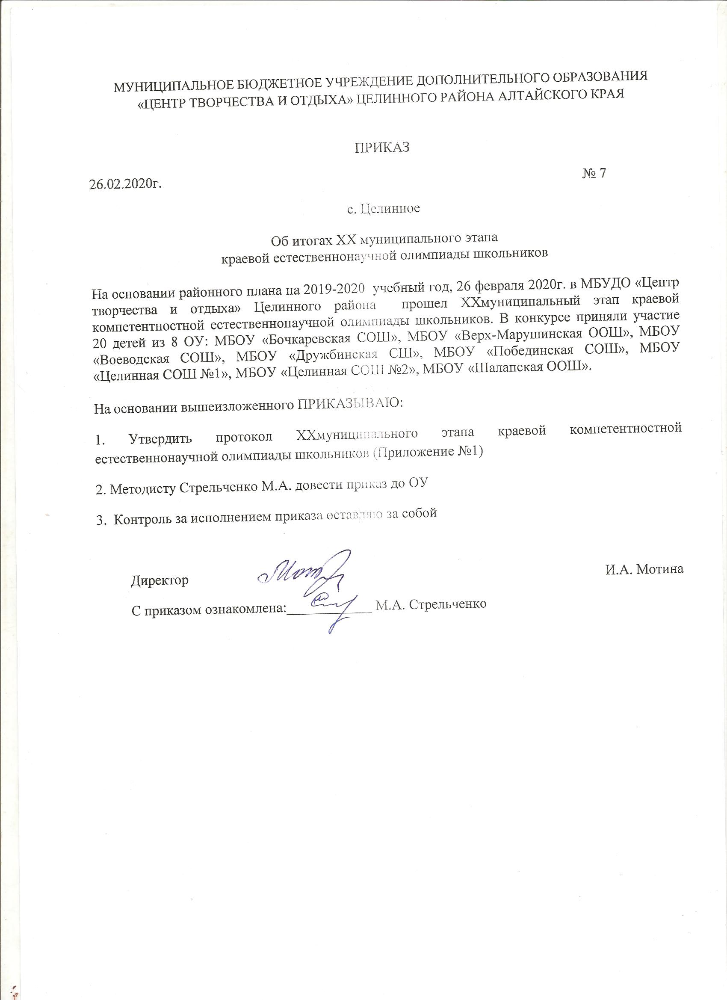 МУНИЦИПАЛЬНОЕ БЮДЖЕТНОЕ УЧРЕЖДЕНИЕ ДОПОЛНИТЕЛЬНОГО ОБРАЗОВАНИЯ
«ЦЕНТР ТВОРЧЕСТВА И ОТДЫХА» ЦЕЛИННОГО РАЙОНА АЛТАЙСКОГО КРАЯ
ПРИКАЗ
26.02.2020г. № 7
с. Целинное
Об итогах XX муниципального этапа
краевой естественнонаучной олимпиады школьников
На основании районного плана на 2019-2020 учебный год, 26 февраля 2020г. в МБУДО «Центр
творчества и отдыха» Целинного района прошел XXмуниципальный этап краевой
компетентностной естественнонаучной олимпиады школьников. В конкурсе приняли участие
20 детей из 8 ОУ: МБОУ «Бочкаревская СОШ», МБОУ «Верх-Марушинская ООШ», МБОУ
«Воеводская СОШ», МБОУ «Дружбинская СШ», МБОУ «Побединская СОШ», МБОУ
«Целинная СОШ №1», МБОУ «Целинная СОШ №2», МБОУ «Шалапская ООШ».
На основании вышеизложенного ПРИКАЗЫВАЮ:
1. Утвердить протокол XXмуниципального этапа краевой компетентностной
естественнонаучной олимпиады школьников (Приложение №1)
2. Методисту Стрельченко М.А. довести приказ до ОУ
3. Контроль за исполнением приказа оставляю за собой
Директор И.А. Мотина
С приказом ознакомлена:____________ М.А. Стрельченко